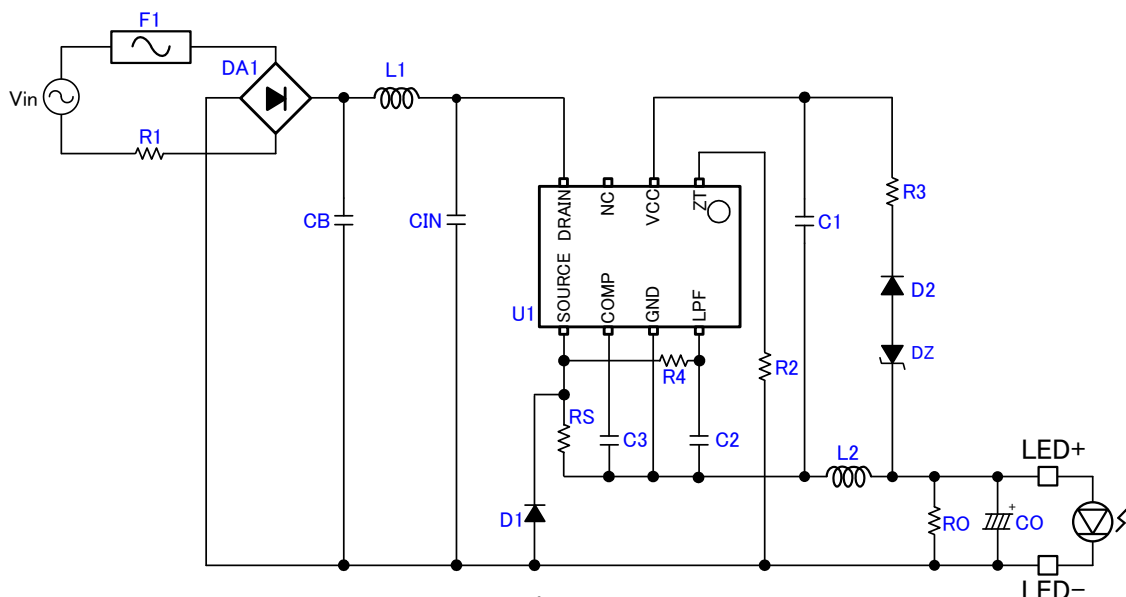 F1
DA1
L1
Vin
R1
CB
CIN
DRAIN
NC
VCC
ZT
SOURCE
COMP
GND
LPF
U1
C1
R3
D2
DZ
R4
R2
RS
C3
C2
L2
LED+
D1
RO
+
CO
LED-